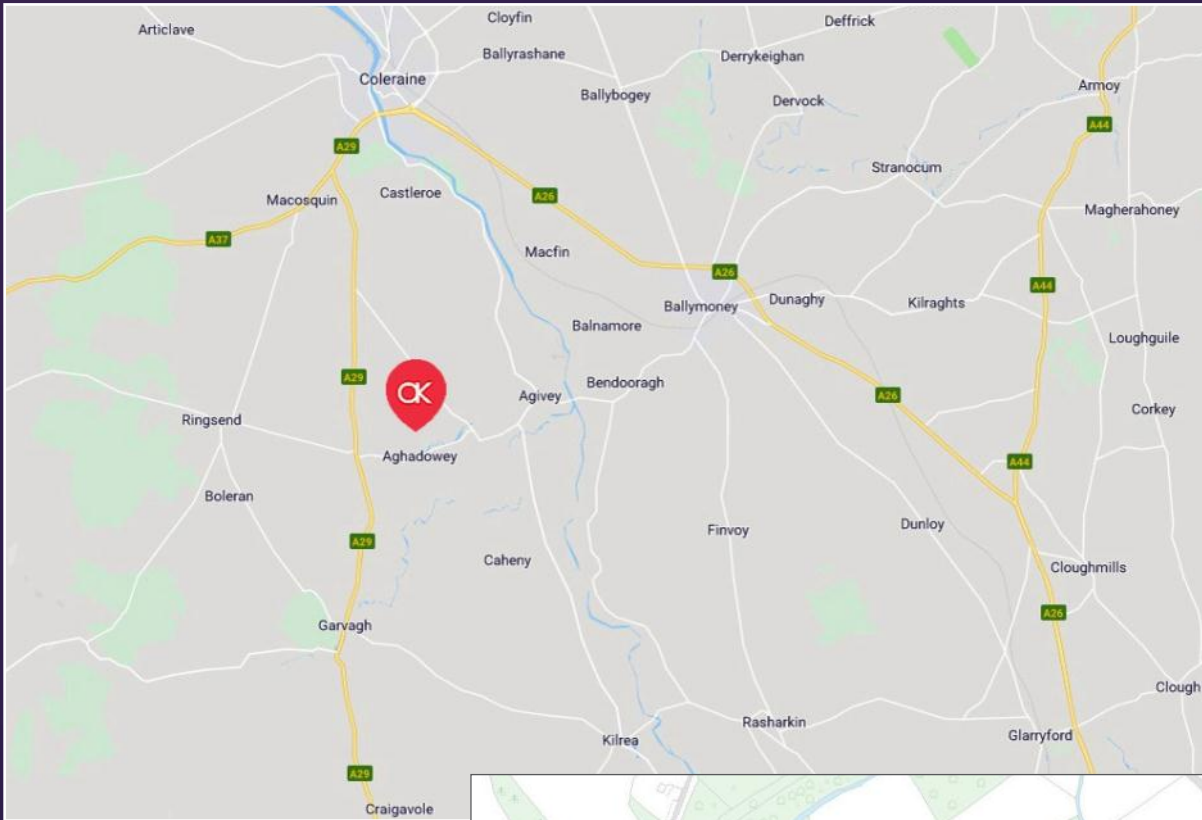 Cloyfin
Deffrick
Articlave
Ballyrashane
Derrykeighan
Coleraine
Armoy
Ballybogey
Dervock
A44
A29
Stranocum
Castleroe
A26
Macosquin
Magherahoney
A37
Macfin
A26
A44
Dunaghy
Kilraghts
Ballymoney
Balnamore
Loughguile
A29
Bendooragh
OK
Agivey
A26
Corkey
Ringsend
Aghadowey
A44
Boleran
Dunloy
Finvoy
A29
Caheny
Cloughmills
A26
Garvagh
Clough
Rasharkin
Glarryford
Kilrea
A29
Craigavole